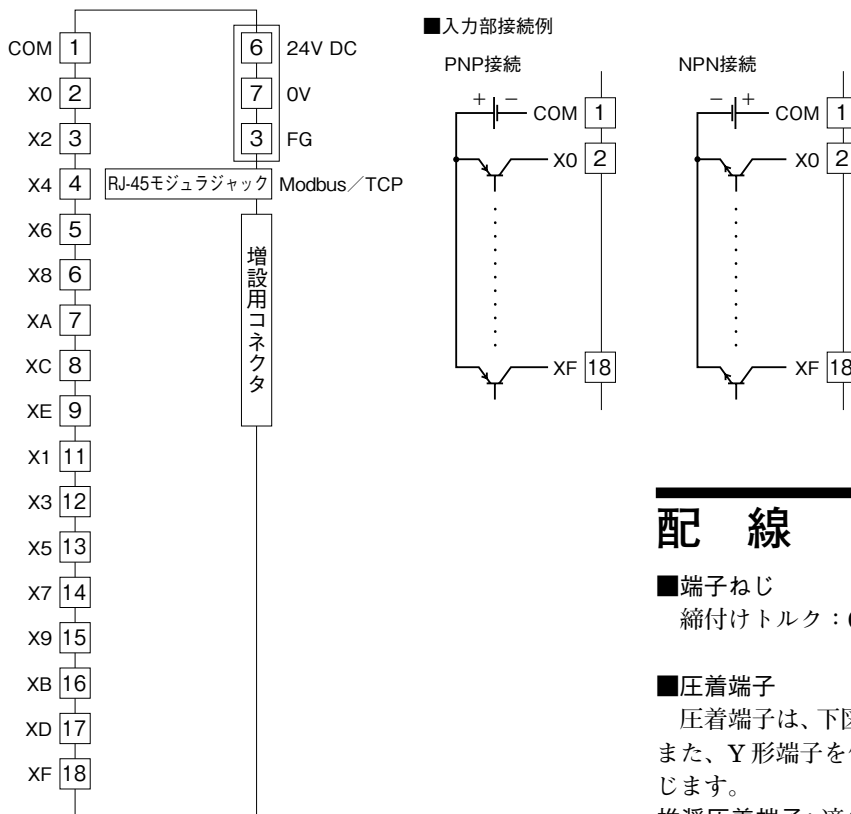 COM 1
X0 2
X2 3
X4 4
X6 5
X8 6
XA 7
XC 8
XE 9
X1 11
X3 12
X5 13
X7 14
X9 15
XB 16
XD 17
XF 18
6 24V DC
7 0V
3 FG
RJ-45モジュラジャック Modbus／TCP
増設用コネクタ
■入力部接続例
PNP接続
＋ －
COM 1
X0 2
XF 18
NPN接続
－ ＋
COM 1
X0 2
XF 18
配 線
■端子ねじ
締付けトルク：
■圧着端子
圧着端子は、下図
また、Y 形端子を
じます。